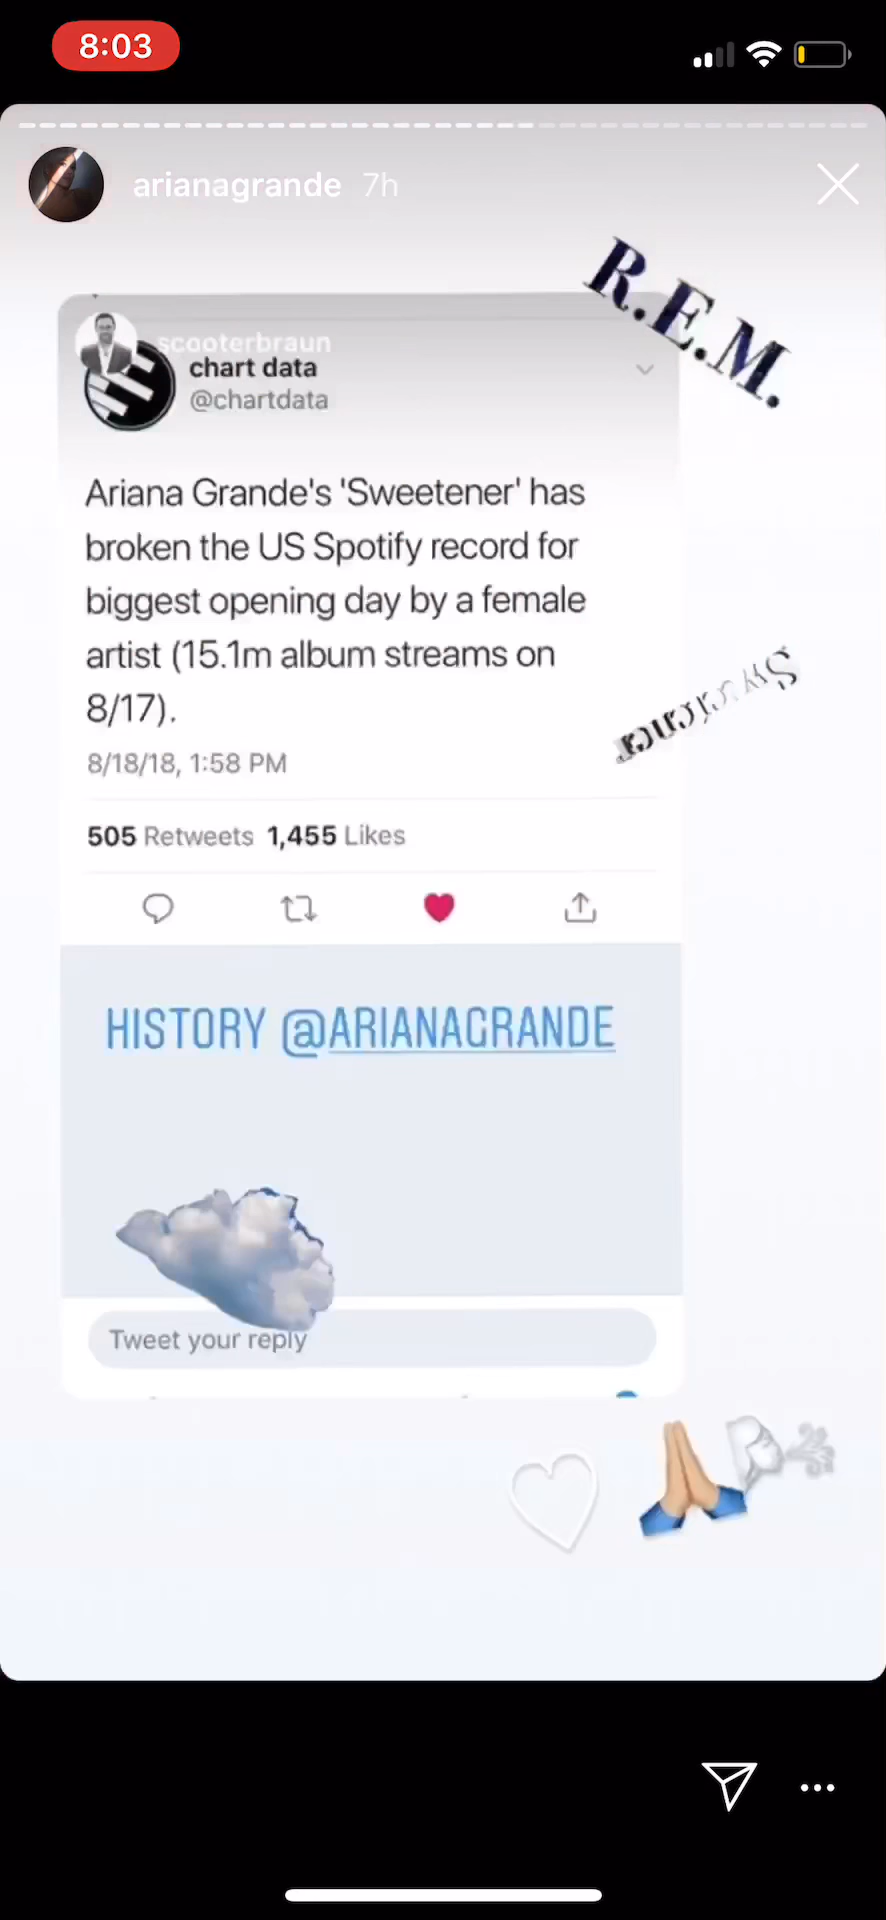 8:03
arianagrande 7h
R.E.M.
scooterbraun
chart data
@chartdata
Ariana Grande's 'Sweetener' has
broken the US Spotify record for
biggest opening day by a female
artist (15.1m album streams on
8/17).
8/18/18, 1:58 PM
505 Retweets 1,455 Likes
HISTORY @ARIANAGRANDE
Tweet your reply